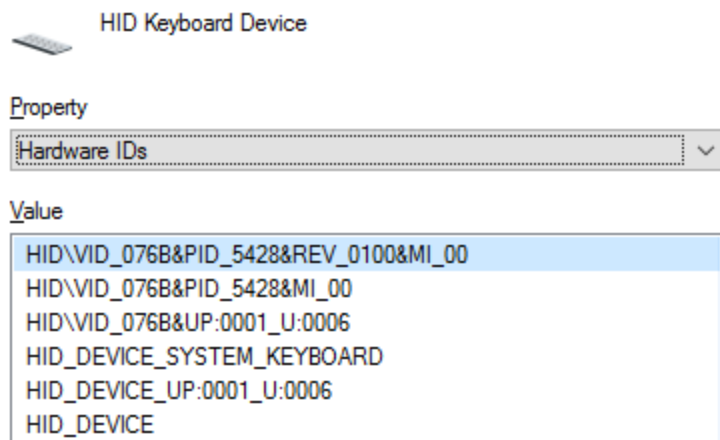 HID Keyboard Device
Property
Hardware IDs
Value
HID\VID_076B&PID_5428&REV_0100&MI_00
HID\VID_076B&PID_5428&MI_00
HID\VID_076B&UP:0001_U:0006
HID_DEVICE_SYSTEM_KEYBOARD
HID_DEVICE_UP:0001_U:0006
HID_DEVICE